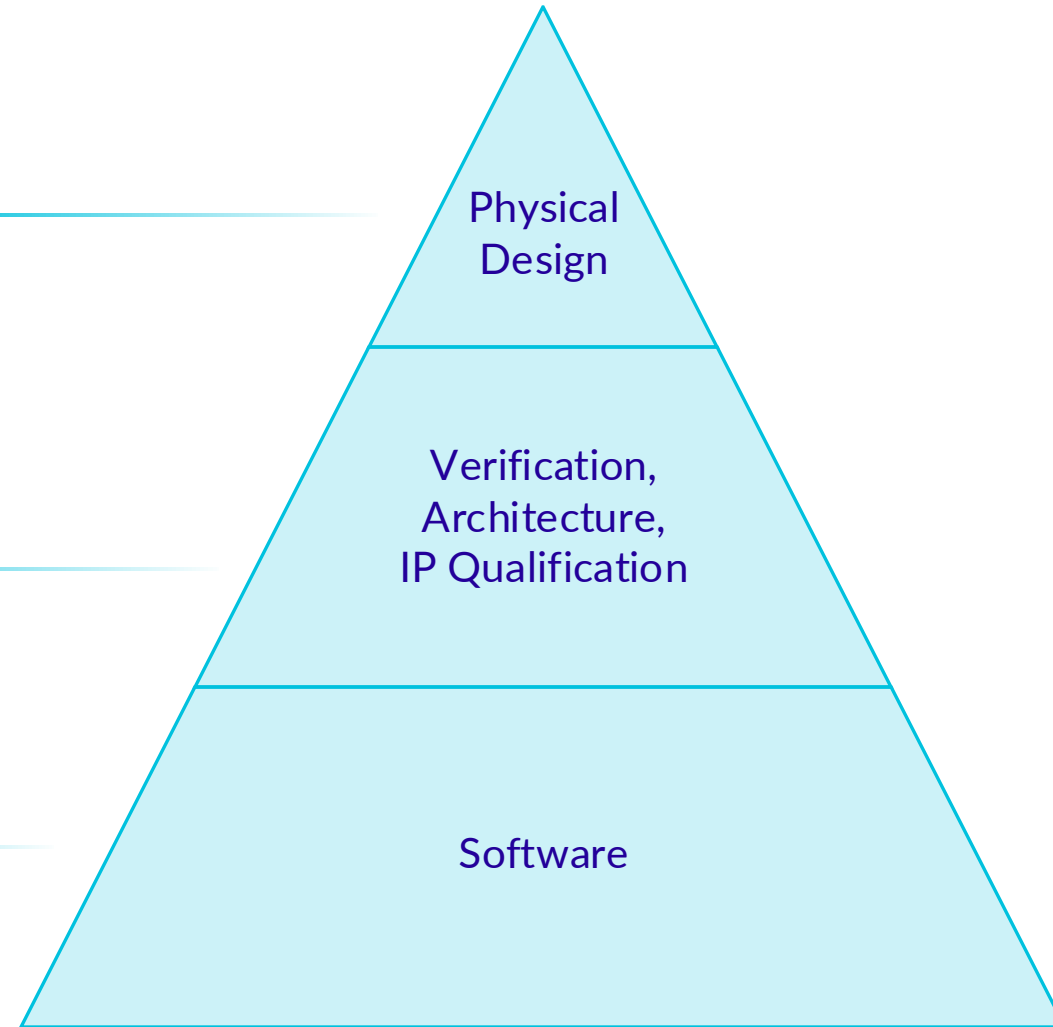 Physical
Design
Verification,
Architecture,
IP Qualification
Software